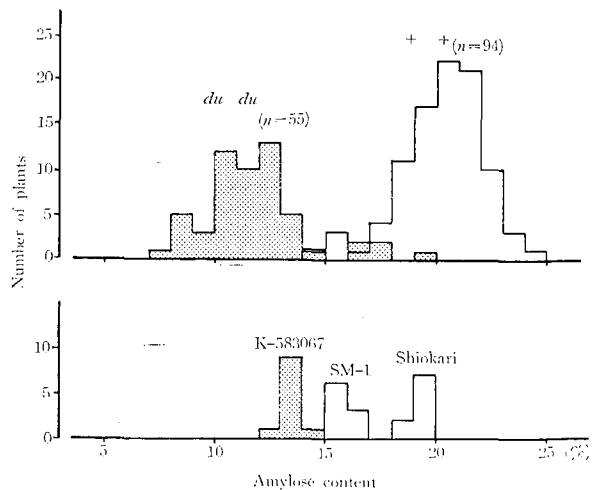 25
20
15
10
5
0
Number of plants
+ + (n=94)
du du
(n=55)
10
5
0
K-583067
SM-1
Shiokari
5 10 15 20 25 (%)
Amylose content